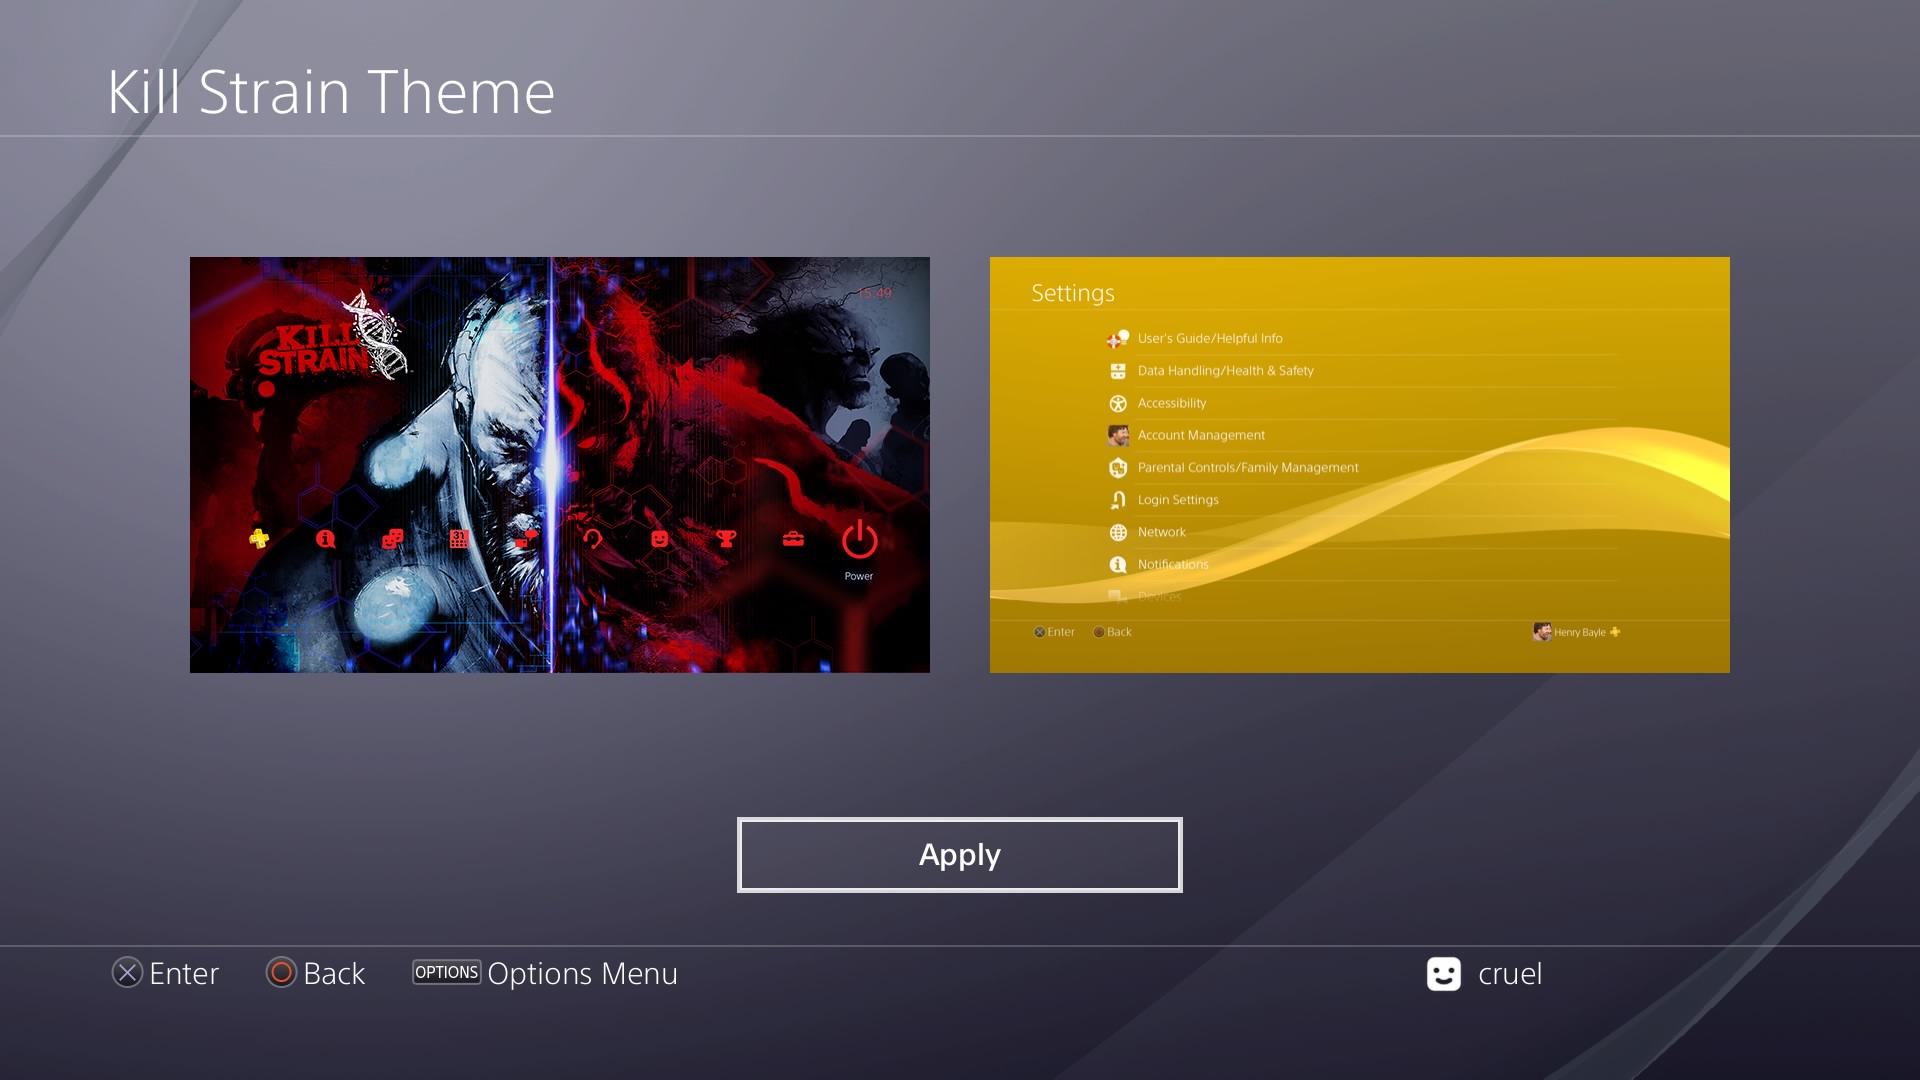 Kill Strain Theme
KILL
STRAIN
15:49
31
Power
Settings
User's Guide/Helpful Info
Data Handling/Health & Safety
Accessibility
Account Management
Parental Controls/Family Management
Login Settings
Network
Notifications
Devices
Enter
Back
Henry Bayle
Apply
Enter
Back
OPTIONS Options Menu
cruel